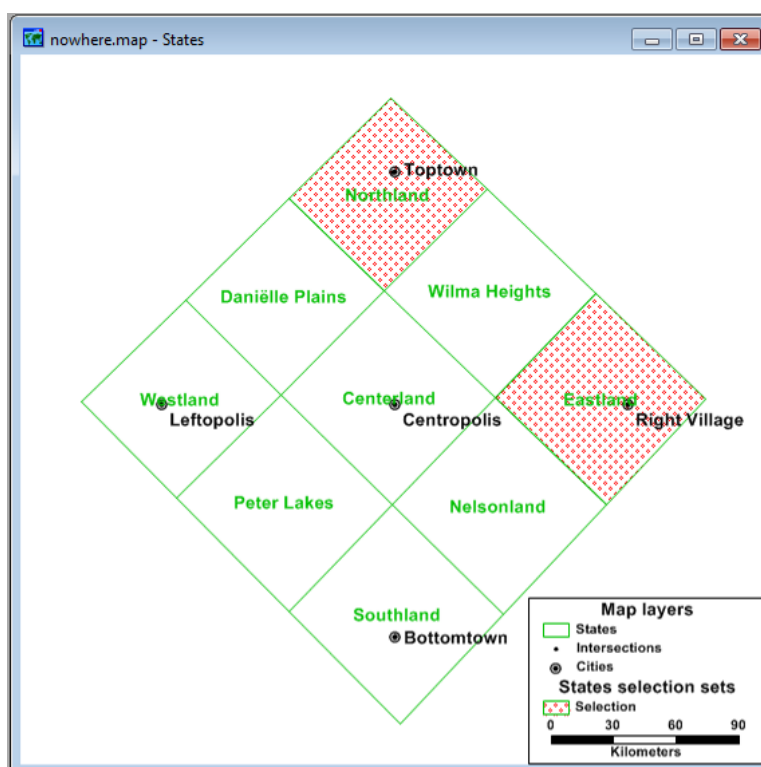 nowhere.map - States
Toptown
Northland
Daniëlle Plains
Wilma Heights
Westland
Leftopolis
Centerland
Centropolis
Eastland
Right Village
Peter Lakes
Nelsonland
Southland
Bottomtown
Map layers
States
Intersections
Cities
States selection sets
Selection
0 30 60 90
Kilometers